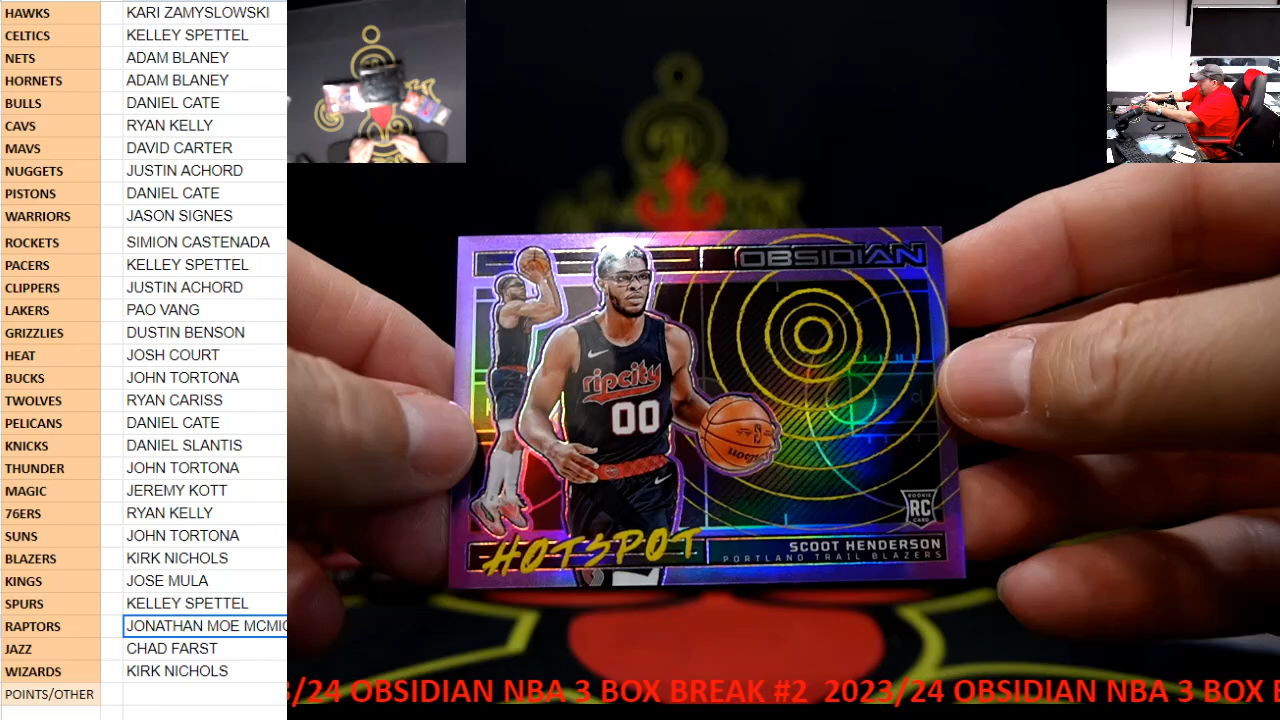 HAWKS KARI ZAMYSLOWSKI
CELTICS KELLEY SPETTEL
NETS ADAM BLANEY
HORNETS ADAM BLANEY
BULLS DANIEL CATE
CAVS RYAN KELLY
MAVS DAVID CARTER
NUGGETS JUSTIN ACHORD
PISTONS DANIEL CATE
WARRIORS JASON SIGNES
ROCKETS SIMION CASTENADA
PACERS KELLEY SPETTEL
CLIPPERS JUSTIN ACHORD
LAKERS PAO VANG
GRIZZLIES DUSTIN BENSON
HEAT JOSH COURT
BUCKS JOHN TORTONA
TWOLVES RYAN CARISS
PELICANS DANIEL CATE
KNICKS DANIEL SLANTIS
THUNDER JOHN TORTONA
MAGIC JEREMY KOTT
76ERS RYAN KELLY
SUNS JOHN TORTONA
BLAZERS KIRK NICHOLS
KINGS JOSE MULA
SPURS KELLEY SPETTEL
RAPTORS JONATHAN MOE MCMIC
JAZZ CHAD FARST
WIZARDS KIRK NICHOLS
POINTS/OTHER
OBSIDIAN
ripcity
00
Wilson
ROOKIE
RC
CARD
HOTSPOT
SCOOT HENDERSON
PORTLAND TRAIL BLAZERS
3/24 OBSIDIAN NBA 3 BOX BREAK #2 2023/24 OBSIDIAN NBA 3 BOX B